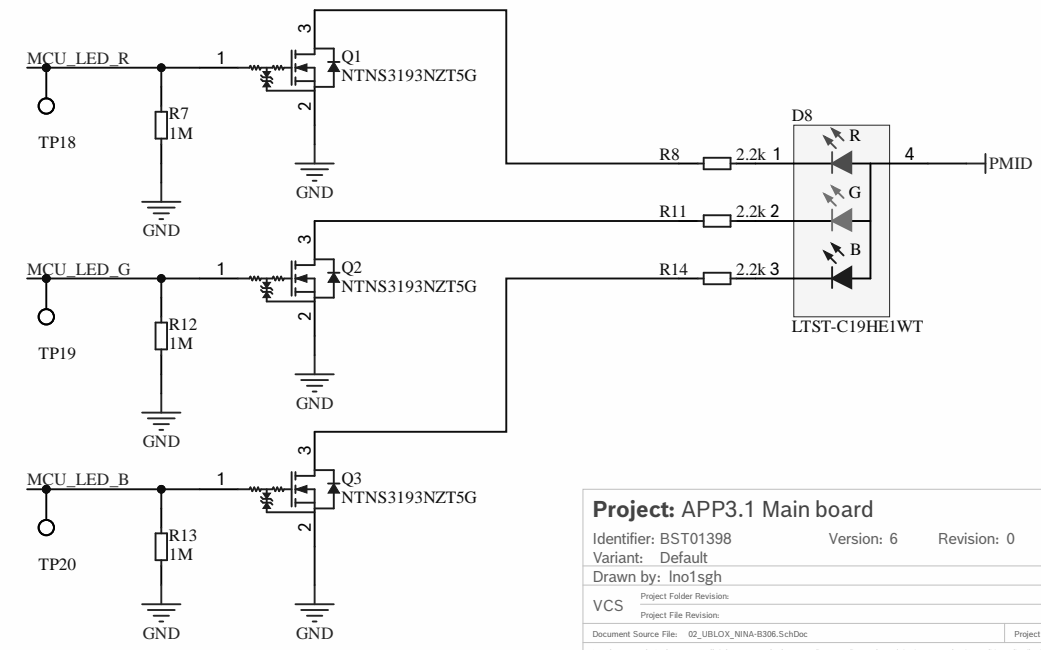 3
MCU_LED_R
1
Q1
NTNS3193NZT5G
2
R7
1M
TP18
GND
GND
D8
R
R8
2.2k
1
4
PMID
G
R11
2.2k
2
B
R14
2.2k
3
LTST-C19HE1WT
3
MCU_LED_G
1
Q2
NTNS3193NZT5G
2
R12
1M
TP19
GND
GND
3
MCU_LED_B
1
Q3
NTNS3193NZT5G
2
R13
1M
TP20
GND
GND
Project: APP3.1 Main board
Identifier: BST01398 Version: 6 Revision: 0
Variant: Default
Drawn by: lno1sgh
VCS
Project Folder Revision:
Project File Revision:
Document Source File: 02_UBLOX_NINA-B306.SchDoc Project